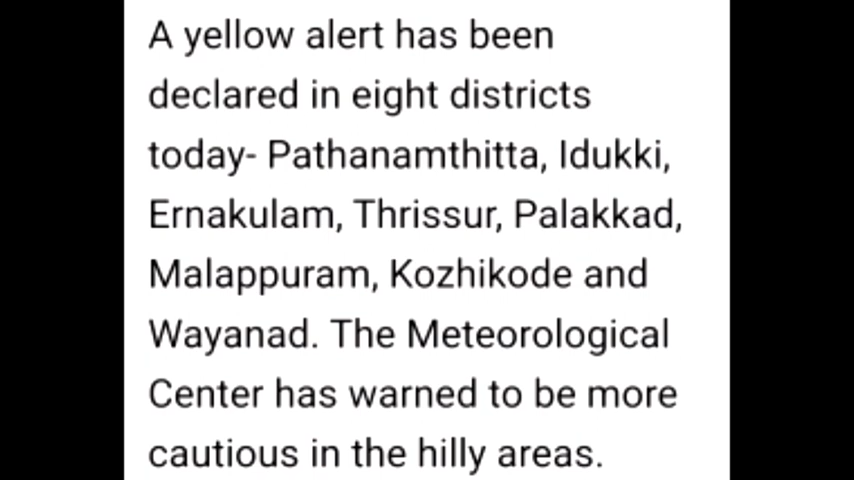 A yellow alert has been
declared in eight districts
today- Pathanamthitta, Idukki,
Ernakulam, Thrissur, Palakkad,
Malappuram, Kozhikode and
Wayanad. The Meteorological
Center has warned to be more
cautious in the hilly areas.